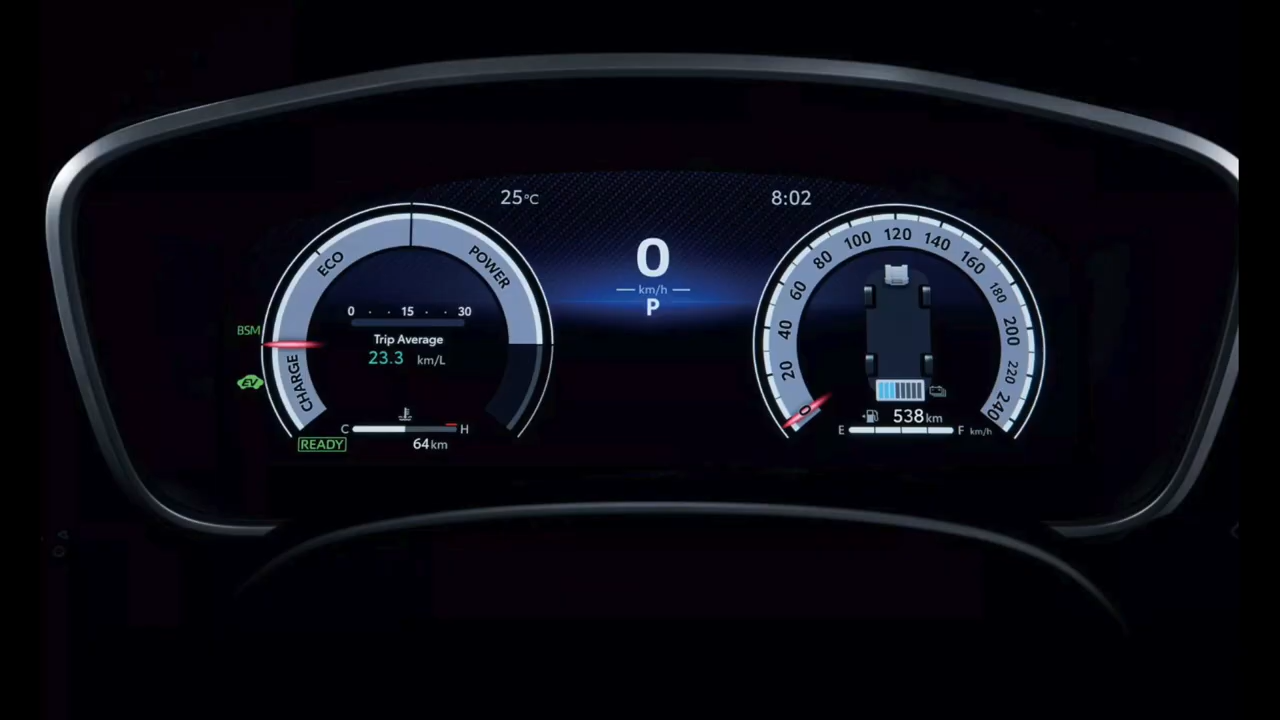 25°C
8:02
ECO
POWER
CHARGE
0 · · 15 · · 30
Trip Average
23.3 km/L
BSM
EV
C H
READY
64 km
0
km/h
P
0
20
40
60
80
100
120
140
160
180
200
220
240
538 km
E F km/h